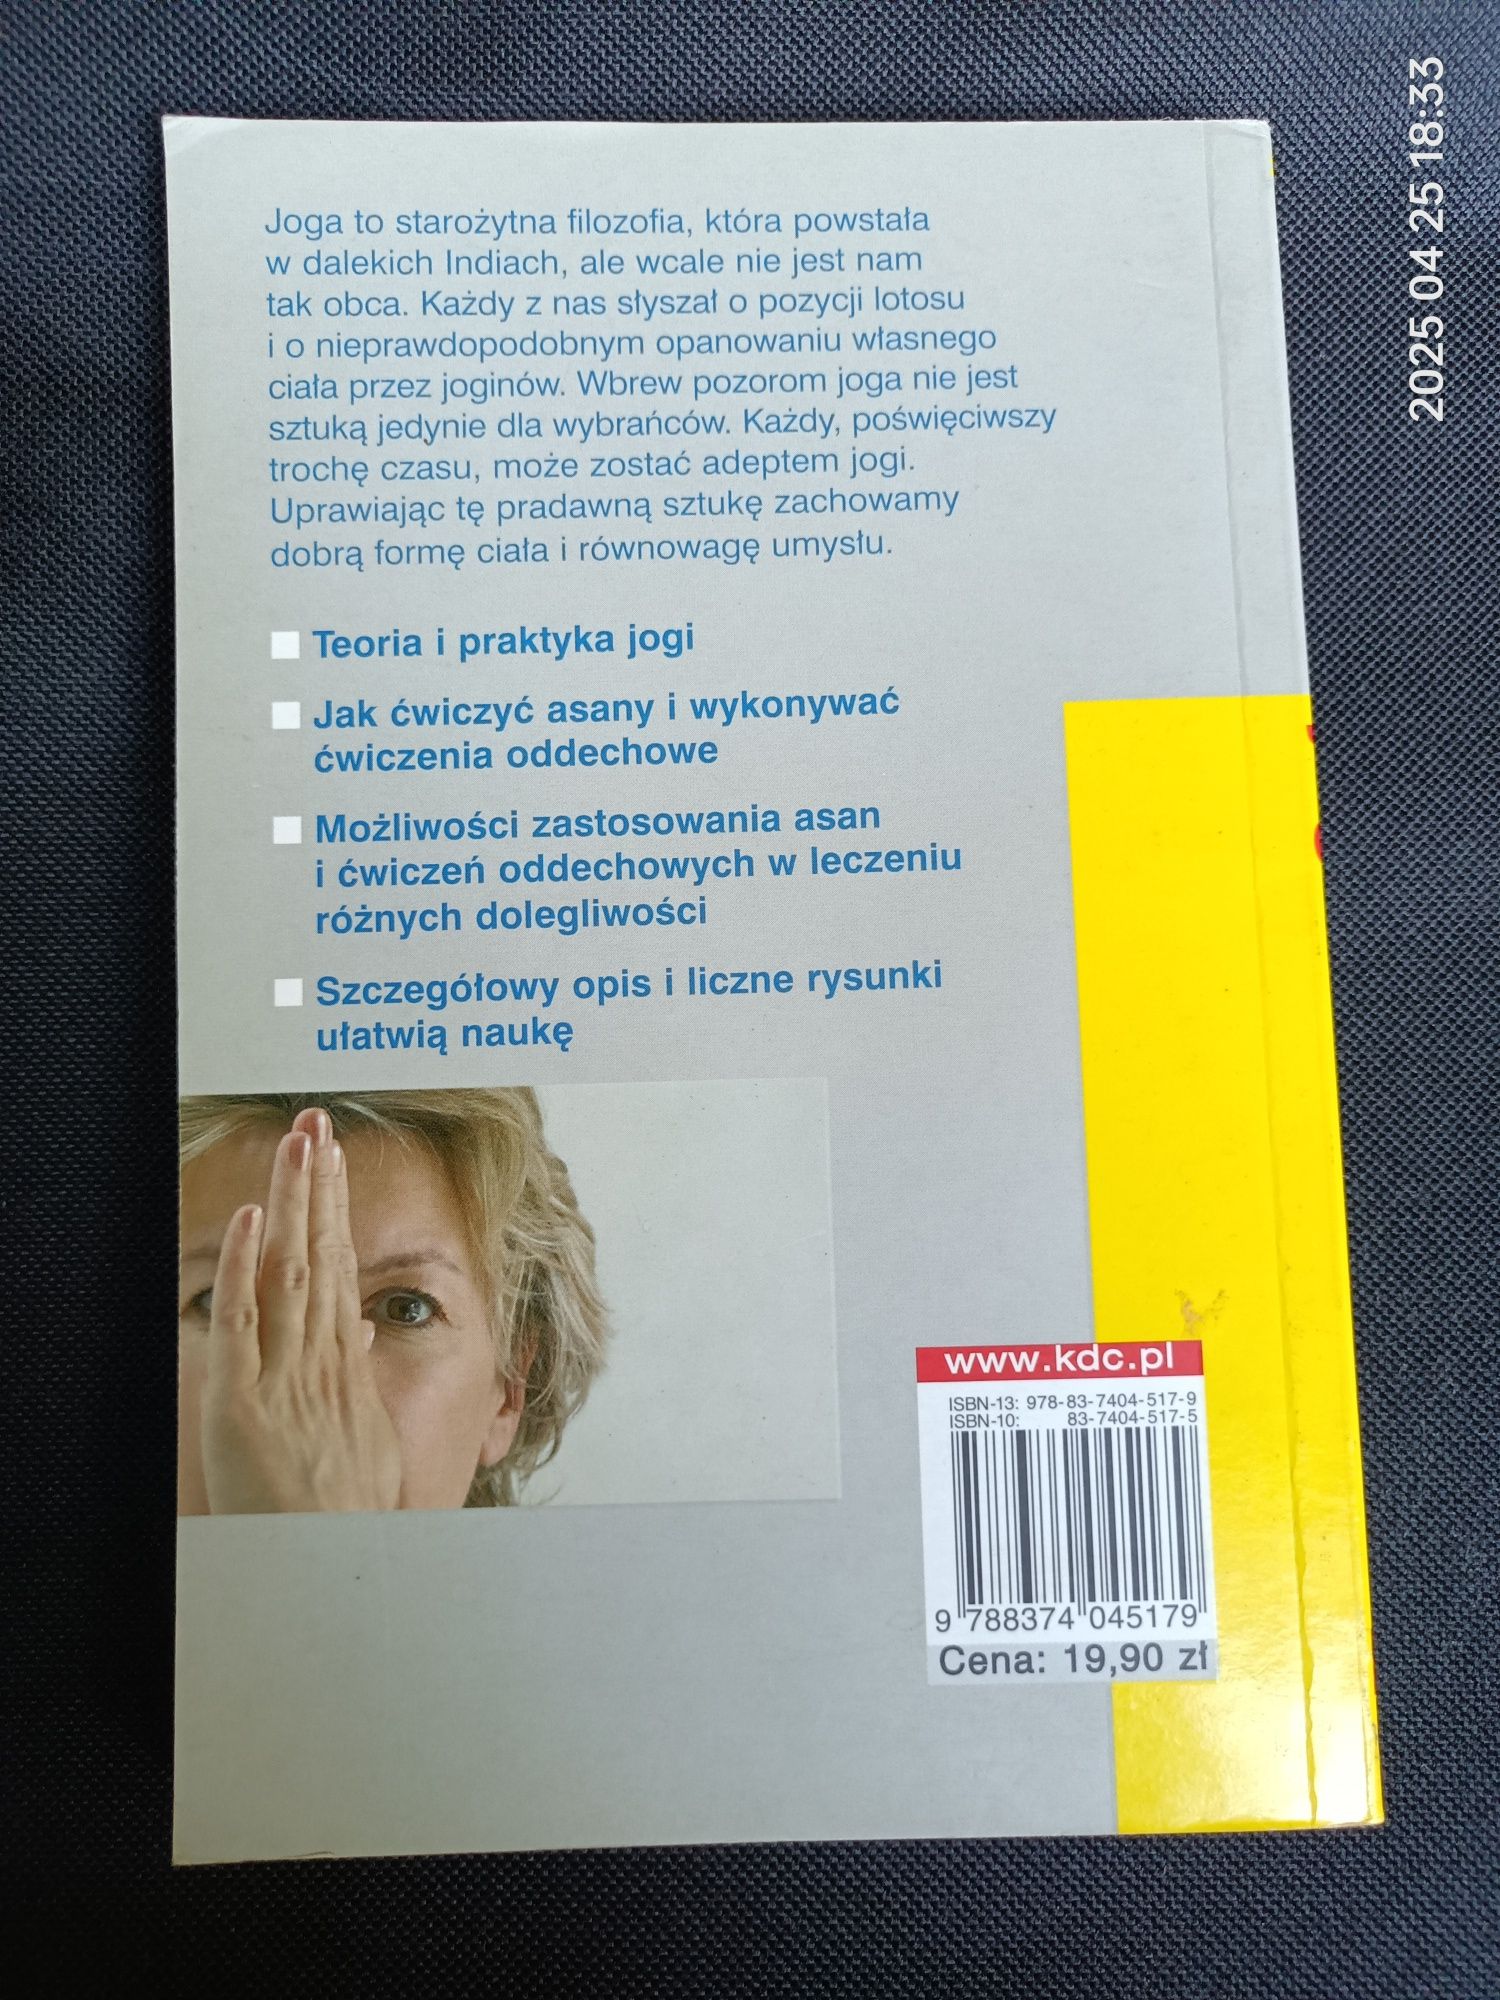 Joga to starożytna filozofia, która powstała
w dalekich Indiach, ale wcale nie jest nam
tak obca. Każdy z nas słyszał o pozycji lotosu
i o nieprawdopodobnym opanowaniu własnego
ciała przez joginów. Wbrew pozorom joga nie jest
sztuką jedynie dla wybrańców. Każdy, poświęciwszy
trochę czasu, może zostać adeptem jogi.
Uprawiając tę pradawną sztukę zachowamy
dobrą formę ciała i równowagę umysłu.
Teoria i praktyka jogi
Jak ćwiczyć asany i wykonywać
ćwiczenia oddechowe
Możliwości zastosowania asan
i ćwiczeń oddechowych w leczeniu
różnych dolegliwości
Szczegółowy opis i liczne rysunki
ułatwią naukę
www.kdc.pl
ISBN-13: 978-83-7404-517-9
ISBN-10: 83-7404-517-5
9 788374 045179
Cena: 19,90 zł
2025 04 25 18:33